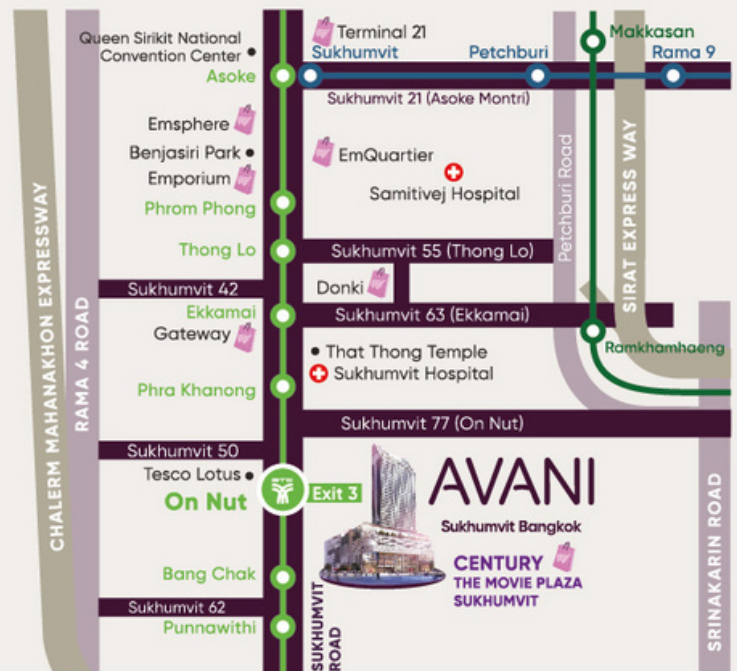 Terminal 21
Queen Sirikit National
Convention Center
Sukhumvit
Petchburi
Makkasan
Rama 9
Asoke
Sukhumvit 21 (Asoke Montri)
Emsphere
Benjasiri Park
EmQuartier
Emporium
Samitivej Hospital
Phrom Phong
Petchburi Road
SIRAT EXPRESS WAY
Thong Lo
Sukhumvit 55 (Thong Lo)
CHALERM MAHANAKHON EXPRESSWAY
RAMA 4 ROAD
Sukhumvit 42
Donki
Ekkamai
Sukhumvit 63 (Ekkamai)
Gateway
Ramkhamhaeng
That Thong Temple
Sukhumvit Hospital
Phra Khanong
Sukhumvit 77 (On Nut)
Sukhumvit 50
Tesco Lotus
On Nut
BTS
Exit 3
AVANI
Sukhumvit Bangkok
CENTURY
THE MOVIE PLAZA
SUKHUMVIT
SRINAKARIN ROAD
Bang Chak
Sukhumvit 62
Punnawithi
SUKHUMVIT
ROAD